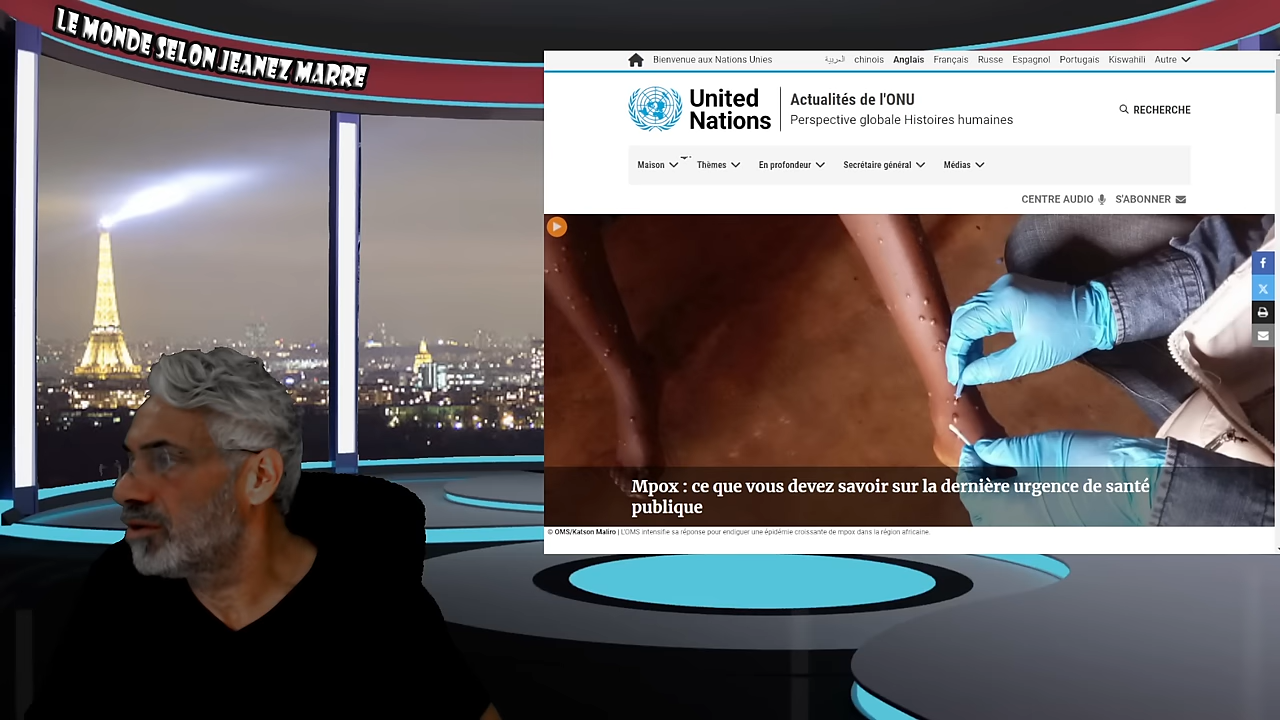 LE MONDE SELON JEANEZ MARRE
Bienvenue aux Nations Unies
العربية chinois Anglais Français Russe Espagnol Portugais Kiswahili Autre
United
Nations
Actualités de l'ONU
Perspective globale Histoires humaines
RECHERCHE
Maison Thèmes En profondeur Secrétaire général Médias
CENTRE AUDIO S'ABONNER
Mpox : ce que vous devez savoir sur la dernière urgence de santé
publique
© OMS/Katson Maliro | L'OMS intensifie sa réponse pour endiguer une épidémie croissante de mpox dans la région africaine.